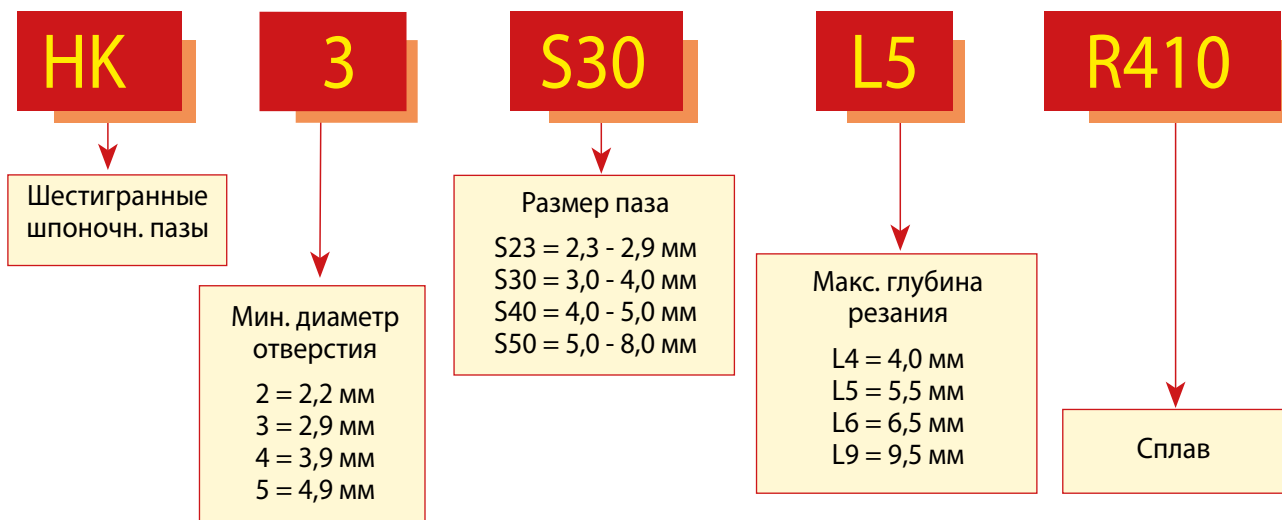 HK 3 S30 L5 R410
Шестигранные
шпоночн. пазы
Мин. диаметр
отверстия
2 = 2,2 мм
3 = 2,9 мм
4 = 3,9 мм
5 = 4,9 мм
Размер паза
S23 = 2,3 - 2,9 мм
S30 = 3,0 - 4,0 мм
S40 = 4,0 - 5,0 мм
S50 = 5,0 - 8,0 мм
Макс. глубина
резания
L4 = 4,0 мм
L5 = 5,5 мм
L6 = 6,5 мм
L9 = 9,5 мм
Сплав